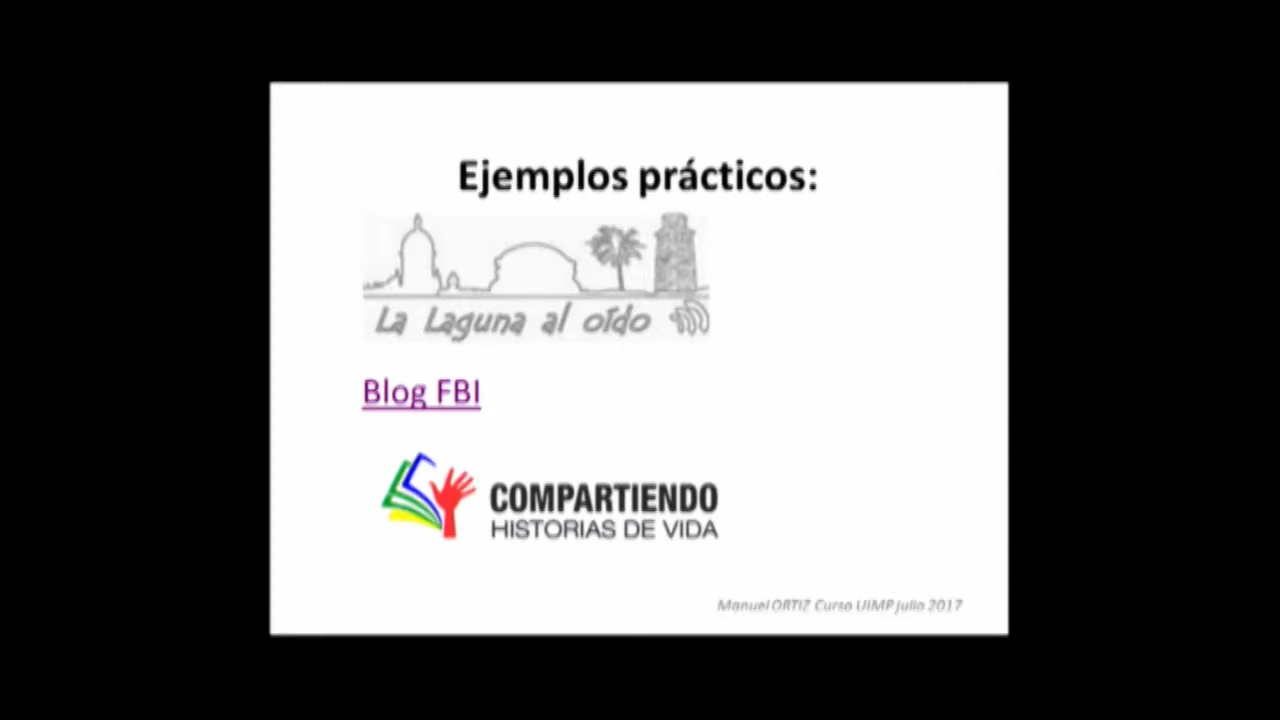 Ejemplos prácticos:
La Laguna al oído
Blog FBI
COMPARTIENDO
HISTORIAS DE VIDA
Manuel ORTIZ Curso UIMP julio 2017